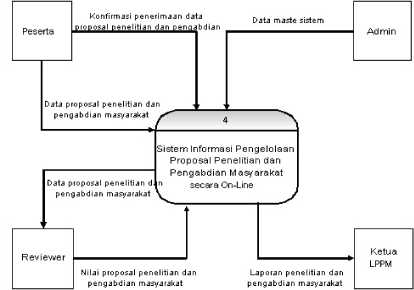 Konfirmasi penerimaan data
proposal penelitian dan pengabdian
Peserta
Data maste sistem
Admin
Data proposal penelitian dan
pengabdian masyarakat
4
Sistem Informasi Pengelolaan
Proposal Penelitian dan
Pengabdian Masyarakat
secara On-Line
Data proposal penelitian dan
pengabdian masyarakat
Reviewer
Nilai proposal penelitian dan
pengabdian masyarakat
Laporan penelitian dan
pengabdian masyarakat
Ketua
LPPM